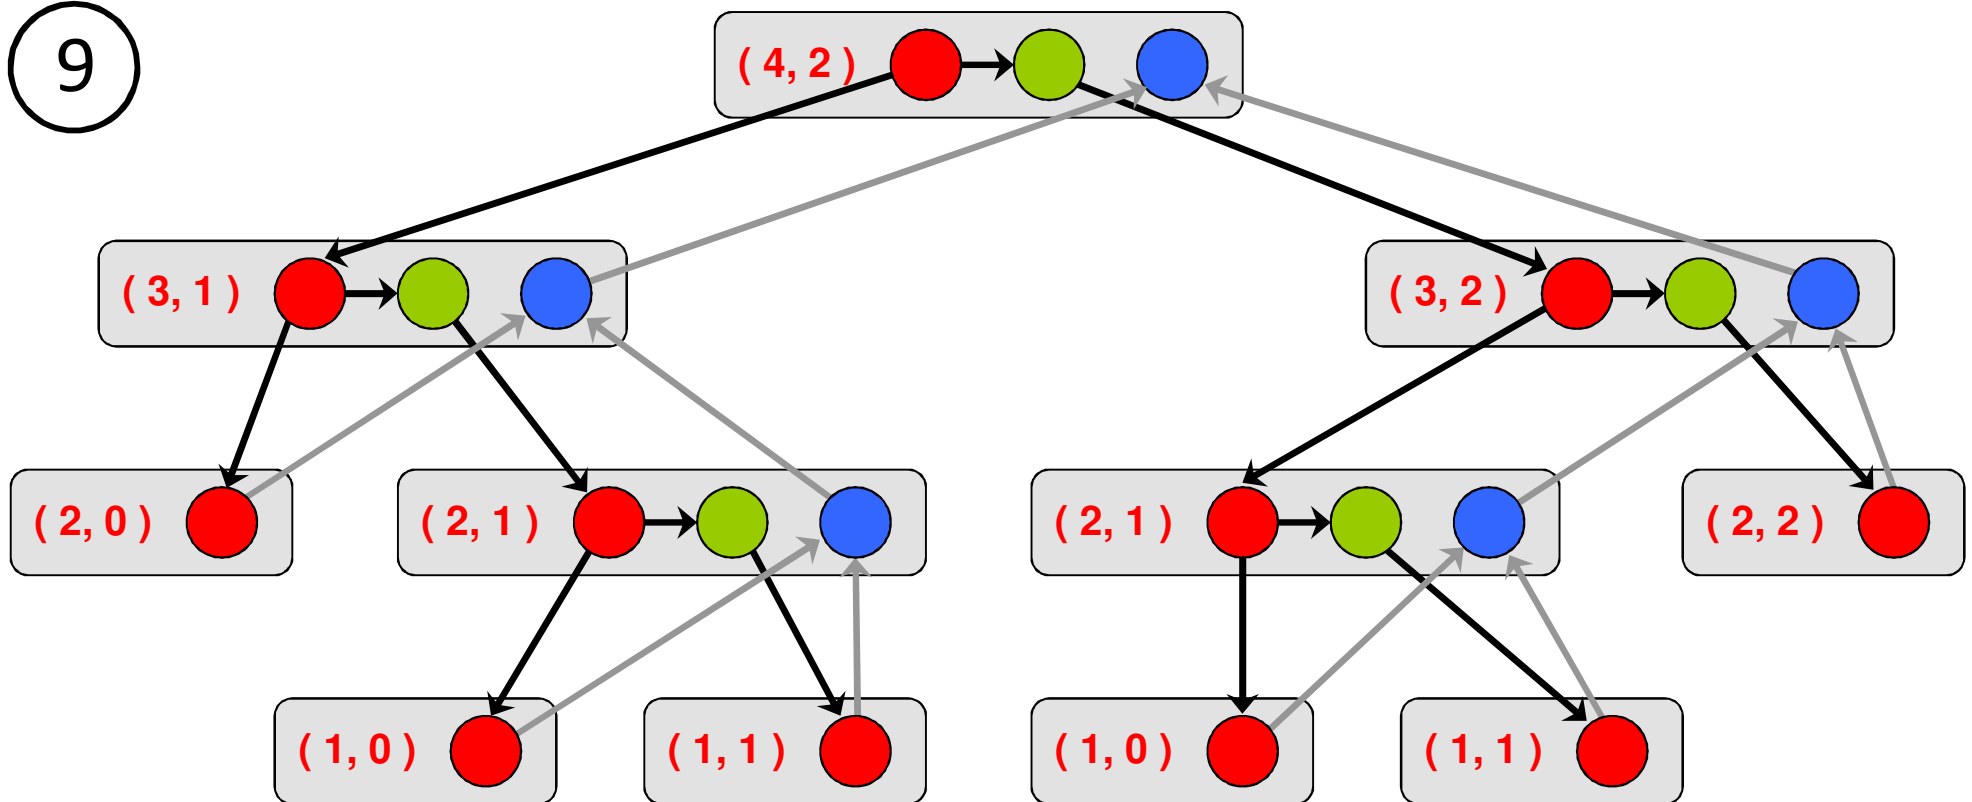 9
( 4, 2 )
( 3, 1 )
( 3, 2 )
( 2, 0 )
( 2, 1 )
( 2, 1 )
( 2, 2 )
( 1, 0 )
( 1, 1 )
( 1, 0 )
( 1, 1 )